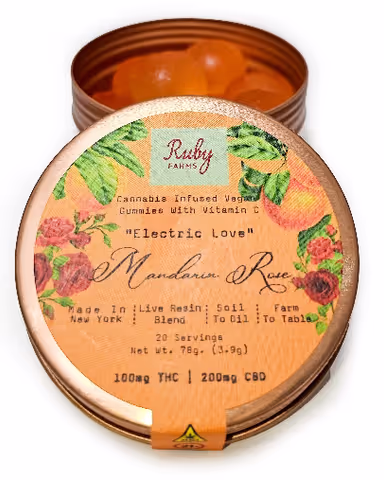 Ruby
FARMS
Cannabis Infused Vegan
Gummies With Vitamin C
"Electric Love"
Mandarin Rose
Made In New York | Live Resin Blend | Soil To Oil | Farm To Table
20 Servings
Net Wt. 78g. (3.9g)
100mg THC | 200mg CBD